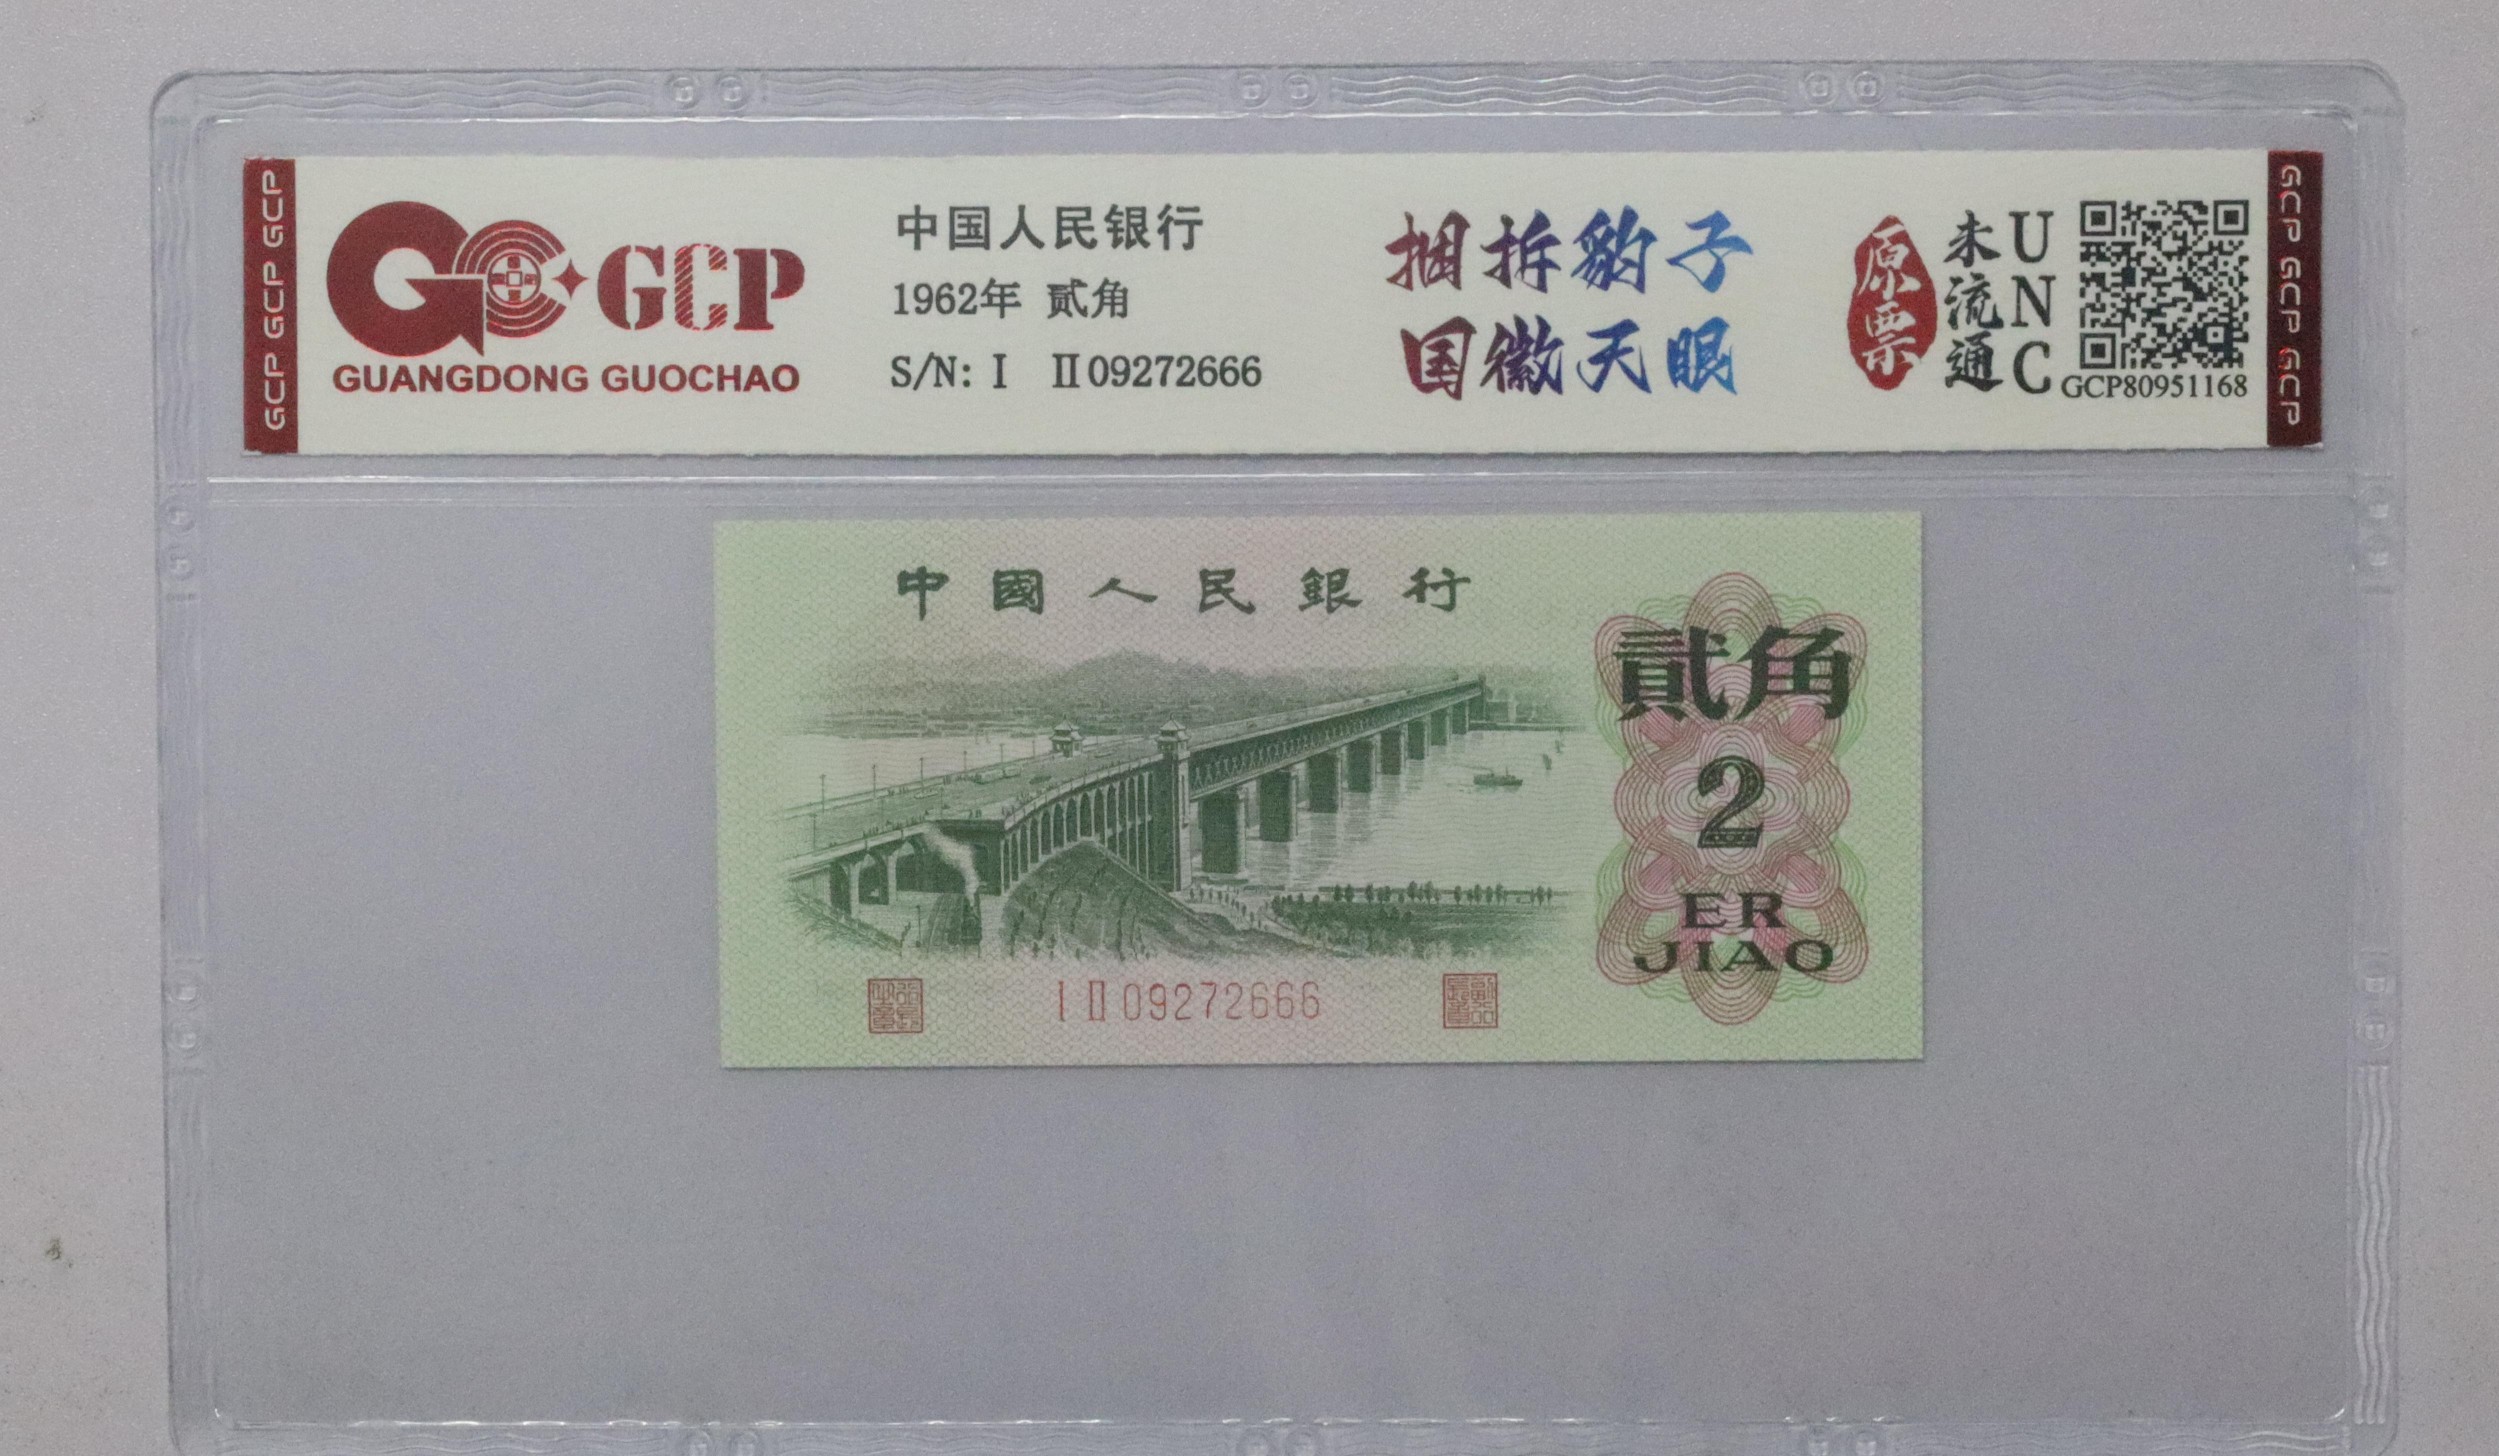 GCP GCP GCP
GCP
GUANGDONG GUOCHAO
中国人民银行
1962年 贰角
S/N: I Ⅱ09272666
捆拆豹子
国徽天眼
原票
未流通
UNC
GCP80951168
GCP GCP GCP
中國人民銀行
貳角
2
ER
JIAO
I Ⅱ 09272666